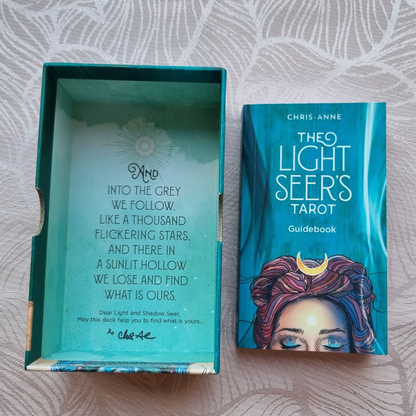 AND
INTO THE GREY
WE FOLLOW,
LIKE A THOUSAND
FLICKERING STARS.
AND THERE IN
A SUNLIT HOLLOW
WE LOSE AND FIND
WHAT IS OURS.
Dear Light and Shadow Seer,
May this deck help you to find what is yours.
CHRIS-ANNE
THE
LIGHT
SEER'S
TAROT
Guidebook